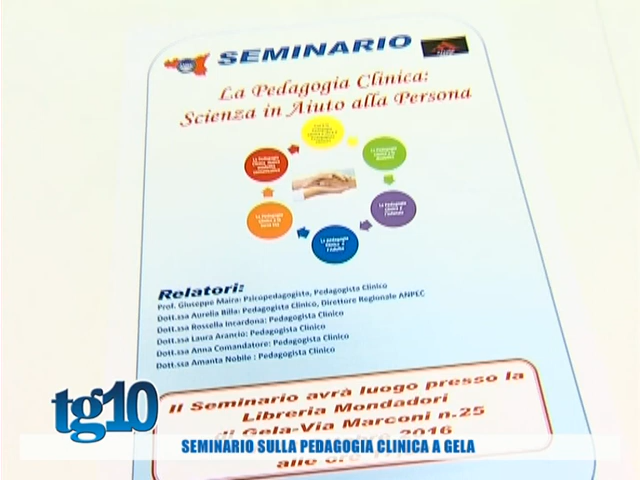 SEMINARIO
La Pedagogia Clinica:
Scienza in Aiuto alla Persona
Relatori:
Prof. Giuseppe Maira: Psicopedagogista, Pedagogista Clinico
Dott.ssa Aurelia Rilla: Pedagogista Clinico, Direttore Regionale ANPEC
Dott.ssa Rossella Incardona: Pedagogista Clinico
Dott.ssa Laura Arancio: Pedagogista Clinico
Dott.ssa Anna Comandatore: Pedagogista Clinico
Dott.ssa Amanta Nobile : Pedagogista Clinico
Il Seminario avrà luogo presso la
Libreria Mondadori
di Gela-Via Marconi n.25
2016
alle
tg10
SEMINARIO SULLA PEDAGOGIA CLINICA A GELA